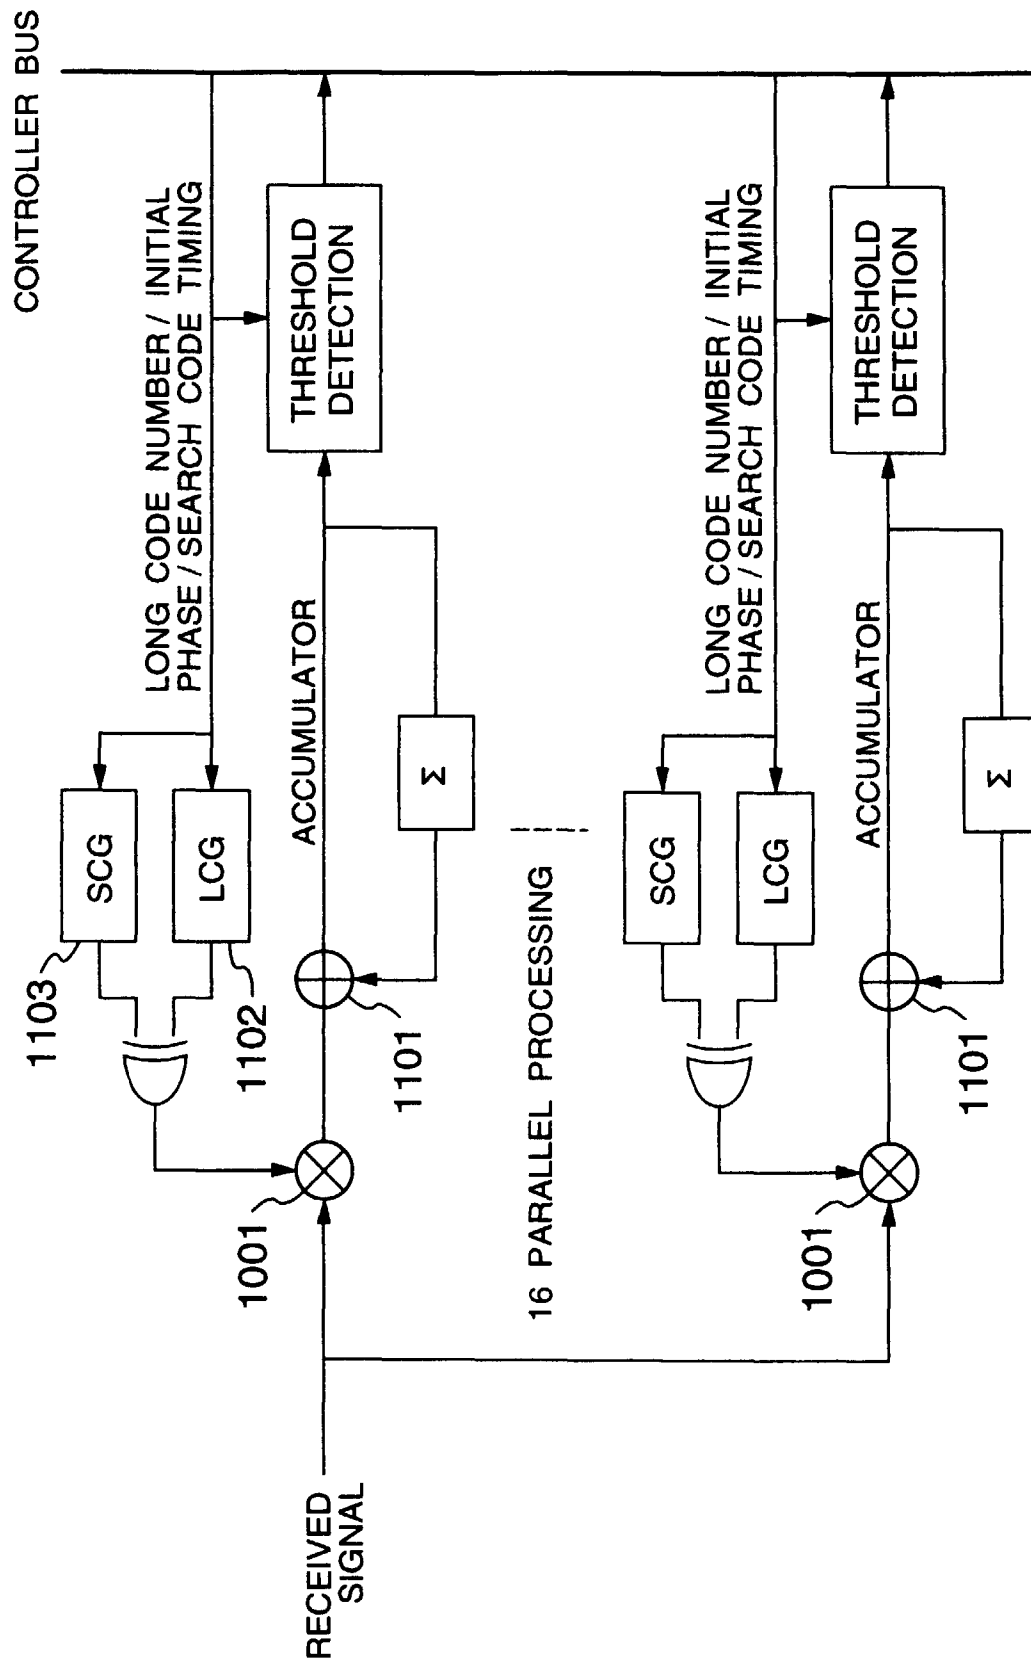 CONTROLLER BUS
LONG CODE NUMBER / INITIAL
PHASE / SEARCH CODE TIMING
1103
SCG
LCG
1102
THRESHOLD
DETECTION
ACCUMULATOR
Σ
1101
1001
RECEIVED
SIGNAL
16 PARALLEL PROCESSING
LONG CODE NUMBER / INITIAL
PHASE / SEARCH CODE TIMING
SCG
LCG
THRESHOLD
DETECTION
ACCUMULATOR
Σ
1101
1001